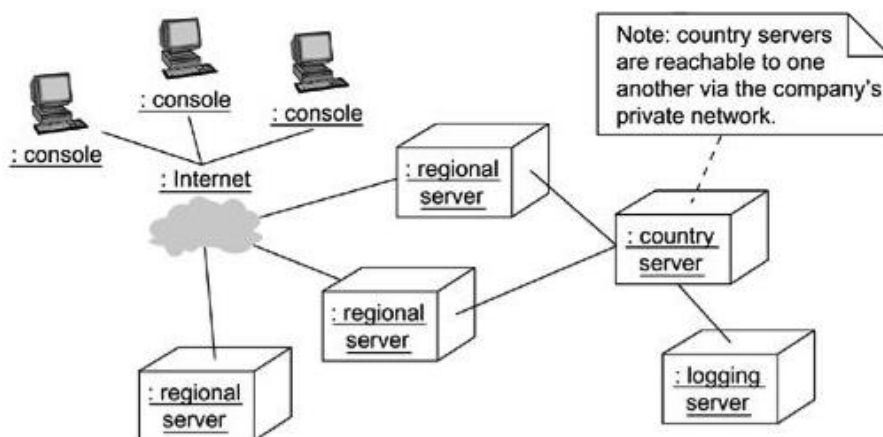 : console
: console
: console
: Internet
Note: country servers
are reachable to one
another via the company's
private network.
: regional
server
: country
server
: regional
server
: logging
server
: regional
server